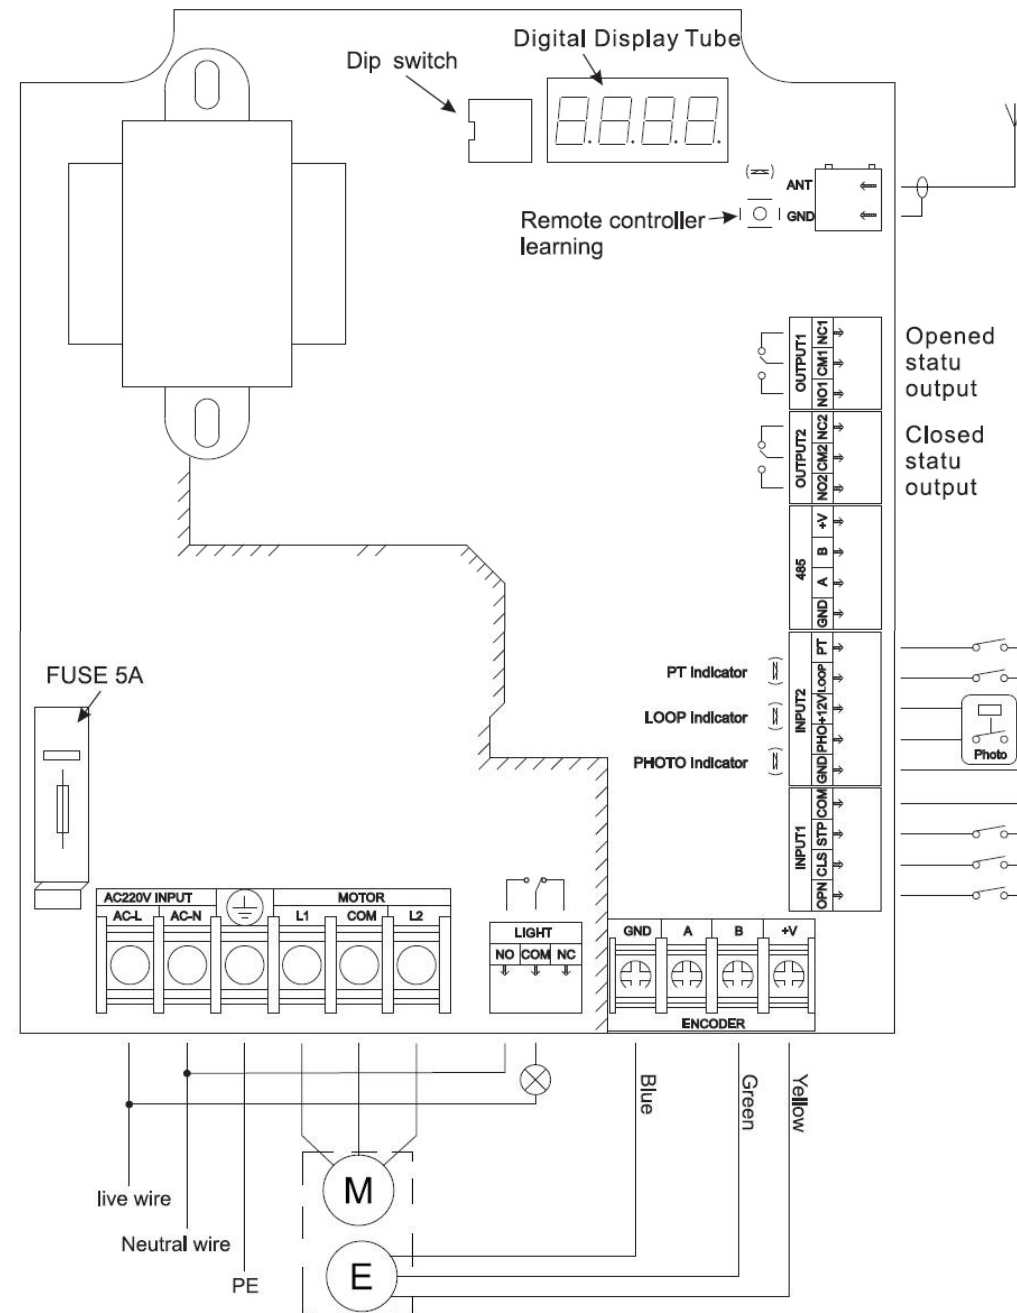 Digital Display Tube
Dip switch
ANT
GND
Remote controller
learning
OUTPUT1
NC1
CM1
NO1
Opened
statu
output
OUTPUT2
NC2
CM2
NO2
Closed
statu
output
485
+V
B
A
GND
INPUT2
PT
LOOP
+12V
PHO
GND
PT Indicator
LOOP Indicator
PHOTO Indicator
Photo
INPUT1
COM
STP
CLS
OPN
FUSE 5A
AC220V INPUT
MOTOR
AC-L
AC-N
L1
COM
L2
LIGHT
NO COM NC
GND A B +V
ENCODER
Blue
Green
Yellow
live wire
Neutral wire
PE
M
E